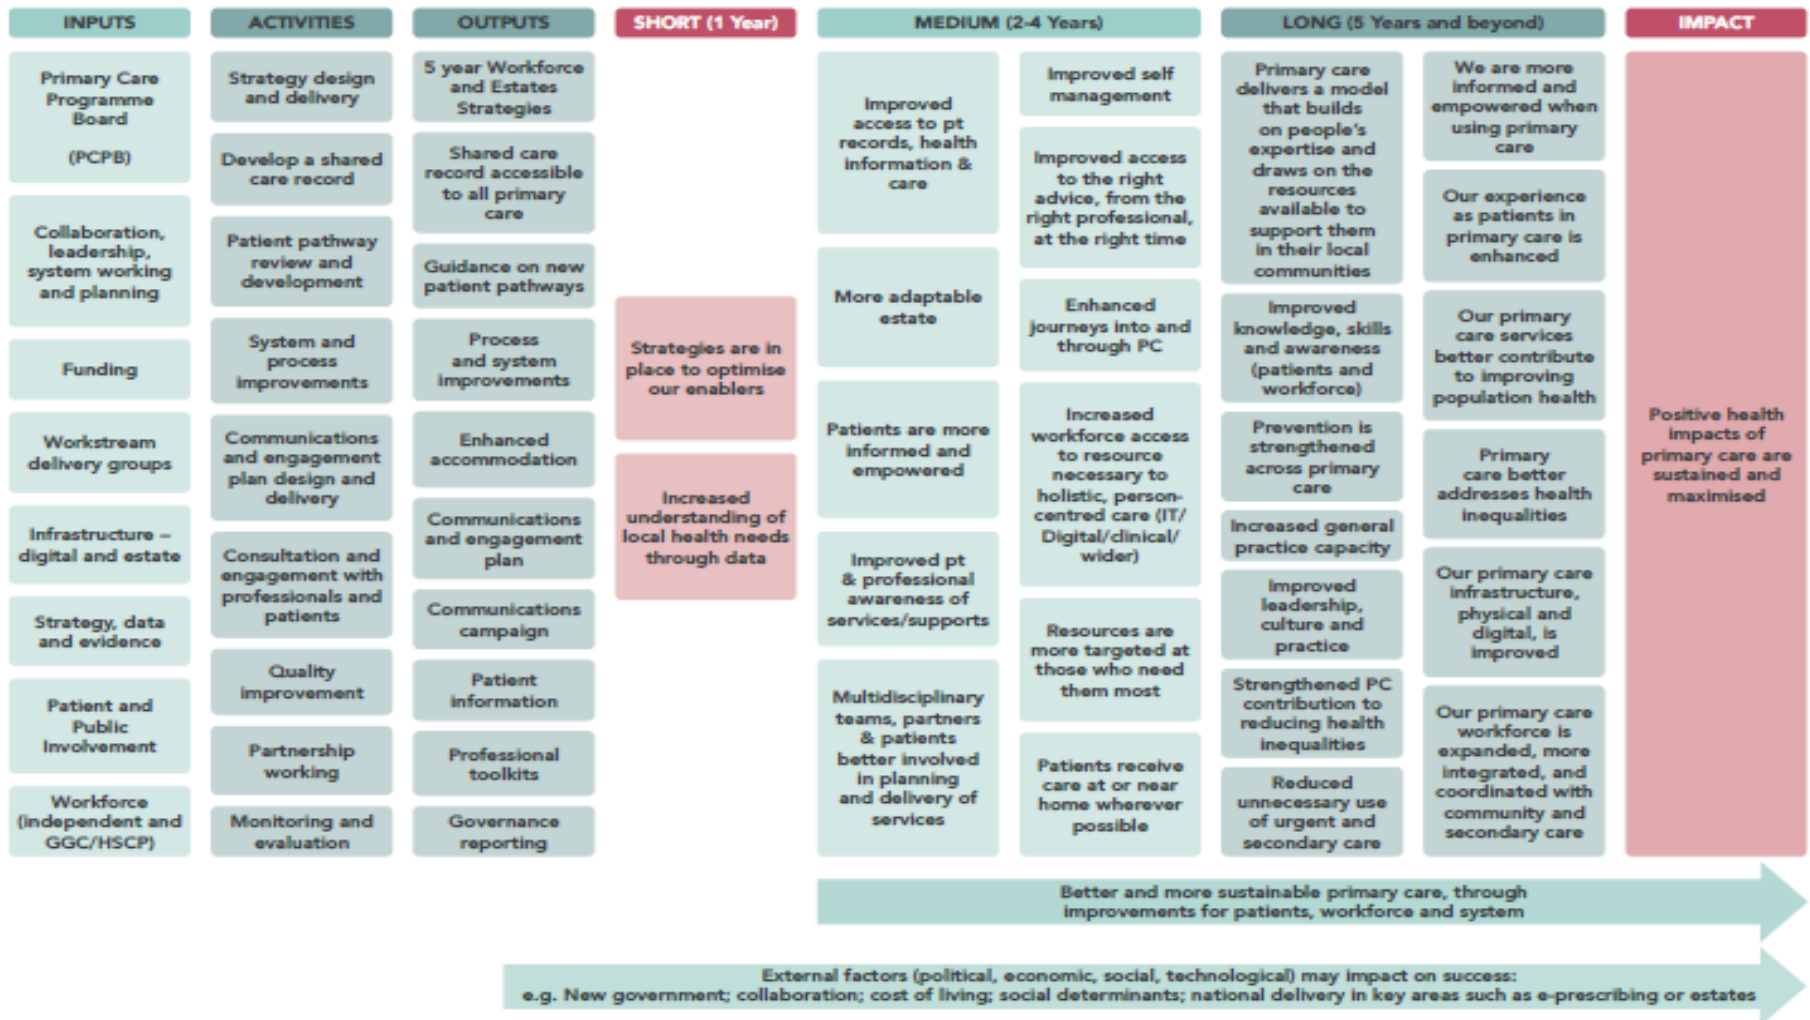 INPUTS
Primary Care
Programme
Board
(PCPB)
Collaboration,
leadership,
system working
and planning
Funding
Workstream
delivery groups
Infrastructure –
digital and estate
Strategy, data
and evidence
Patient and
Public
Involvement
Workforce
(independent and
GGC/HSCP)
ACTIVITIES
Strategy design
and delivery
Develop a shared
care record
Patient pathway
review and
development
System and
process
improvements
Communications
and engagement
plan design and
delivery
Consultation and
engagement with
professionals and
patients
Quality
improvement
Partnership
working
Monitoring and
evaluation
OUTPUTS
5 year Workforce
and Estates
Strategies
Shared care
record accessible
to all primary
care
Guidance on new
patient pathways
Process
and system
improvements
Enhanced
accommodation
Communications
and engagement
plan
Communications
campaign
Patient
information
Professional
toolkits
Governance
reporting
SHORT (1 Year)
Strategies are in
place to optimise
our enablers
Increased
understanding of
local health needs
through data
MEDIUM (2-4 Years)
Improved
access to pt
records, health
information &
care
More adaptable
estate
Patients are more
informed and
empowered
Improved pt
& professional
awareness of
services/supports
Multidisciplinary
teams, partners
& patients
better involved
in planning
and delivery of
services
Improved self
management
Improved access
to the right
advice, from the
right professional,
at the right time
Enhanced
journeys into and
through PC
Increased
workforce access
to resource
necessary to
holistic, person-
centred care (IT/
Digital/clinical/
wider)
Resources are
more targeted at
those who need
them most
Patients receive
care at or near
home wherever
possible
LONG (5 Years and beyond)
Primary care
delivers a model
that builds
on people's
expertise and
draws on the
resources
available to
support them
in their local
communities
Improved
knowledge, skills
and awareness
(patients and
workforce)
Prevention is
strengthened
across primary
care
Increased general
practice capacity
Improved
leadership,
culture and
practice
Strengthened PC
contribution to
reducing health
inequalities
Reduced
unnecessary use
of urgent and
secondary care
We are more
informed and
empowered when
using primary
care
Our experience
as patients in
primary care is
enhanced
Our primary
care services
better contribute
to improving
population health
Primary
care better
addresses health
inequalities
Our primary care
infrastructure,
physical and
digital, is
improved
Our primary care
workforce is
expanded, more
integrated, and
coordinated with
community and
secondary care
IMPACT
Positive health
impacts of
primary care are
sustained and
maximised
Better and more sustainable primary care, through
improvements for patients, workforce and system
External factors (political, economic, social, technological) may impact on success:
e.g. New government; collaboration; cost of living; social determinants; national delivery in key areas such as e-prescribing or estates